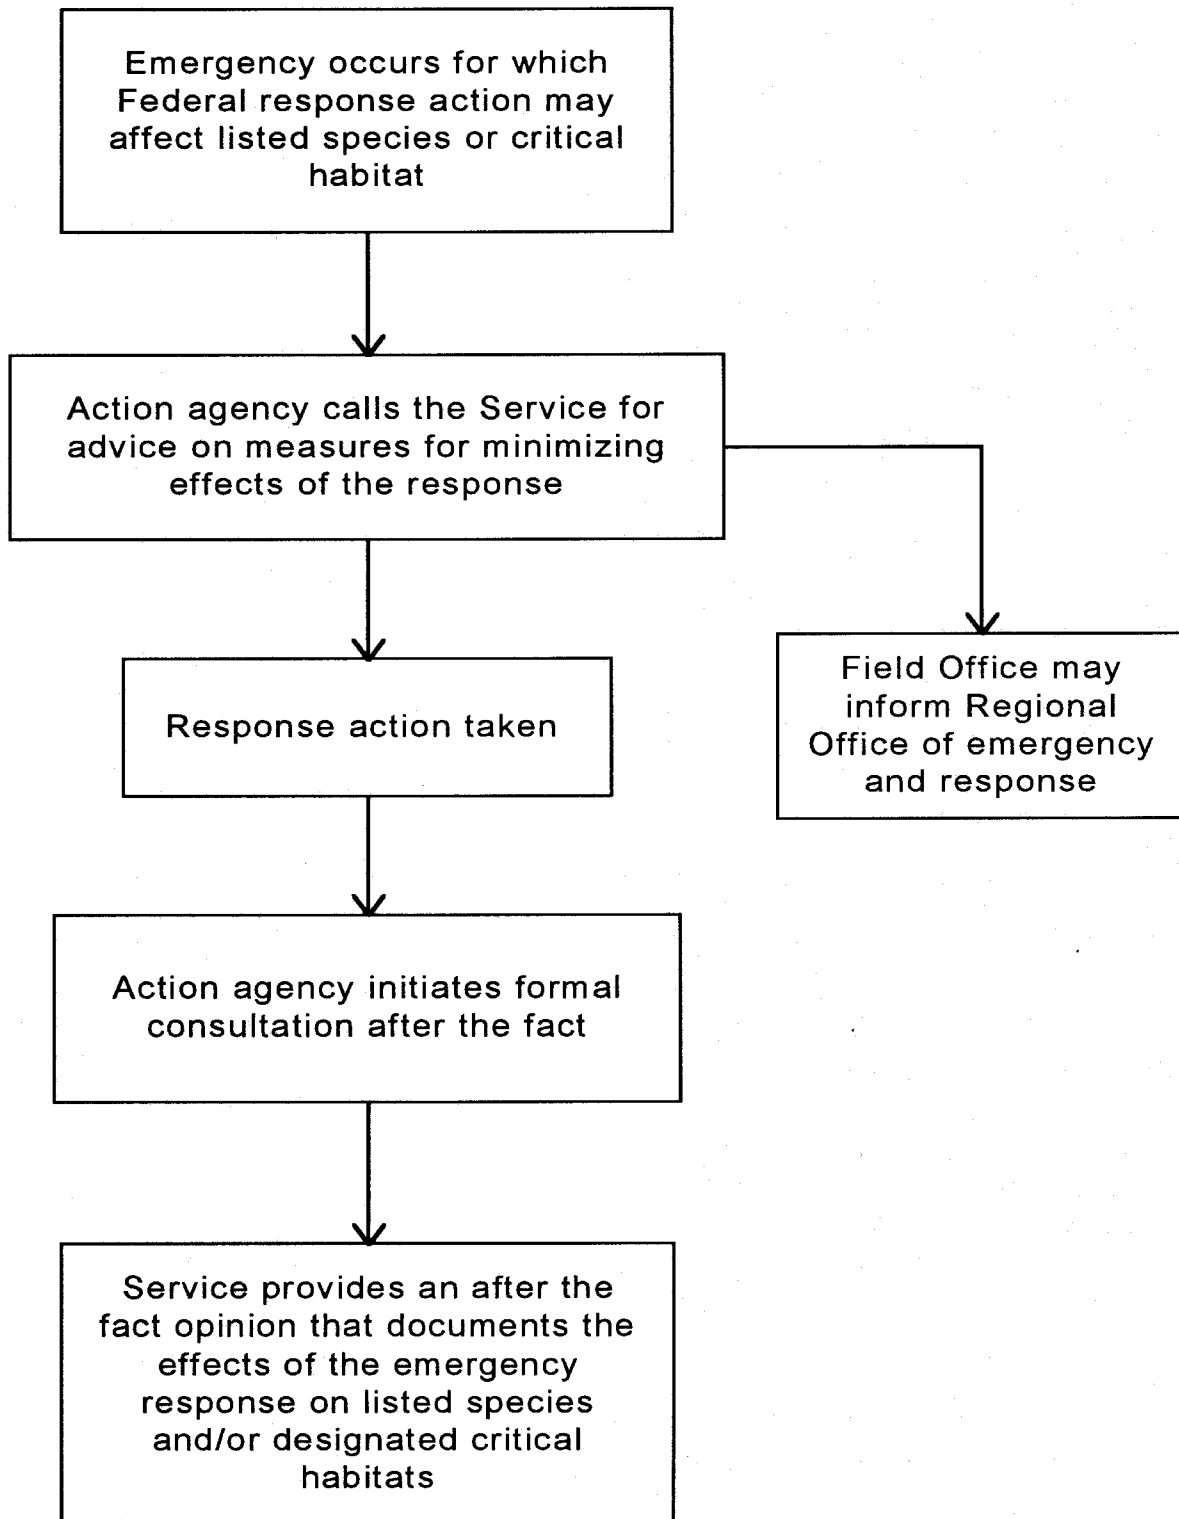 Emergency occurs for which
Federal response action may
affect listed species or critical
habitat
Action agency calls the Service for
advice on measures for minimizing
effects of the response
Field Office may
inform Regional
Office of emergency
and response
Response action taken
Action agency initiates formal
consultation after the fact
Service provides an after the
fact opinion that documents the
effects of the emergency
response on listed species
and/or designated critical
habitats